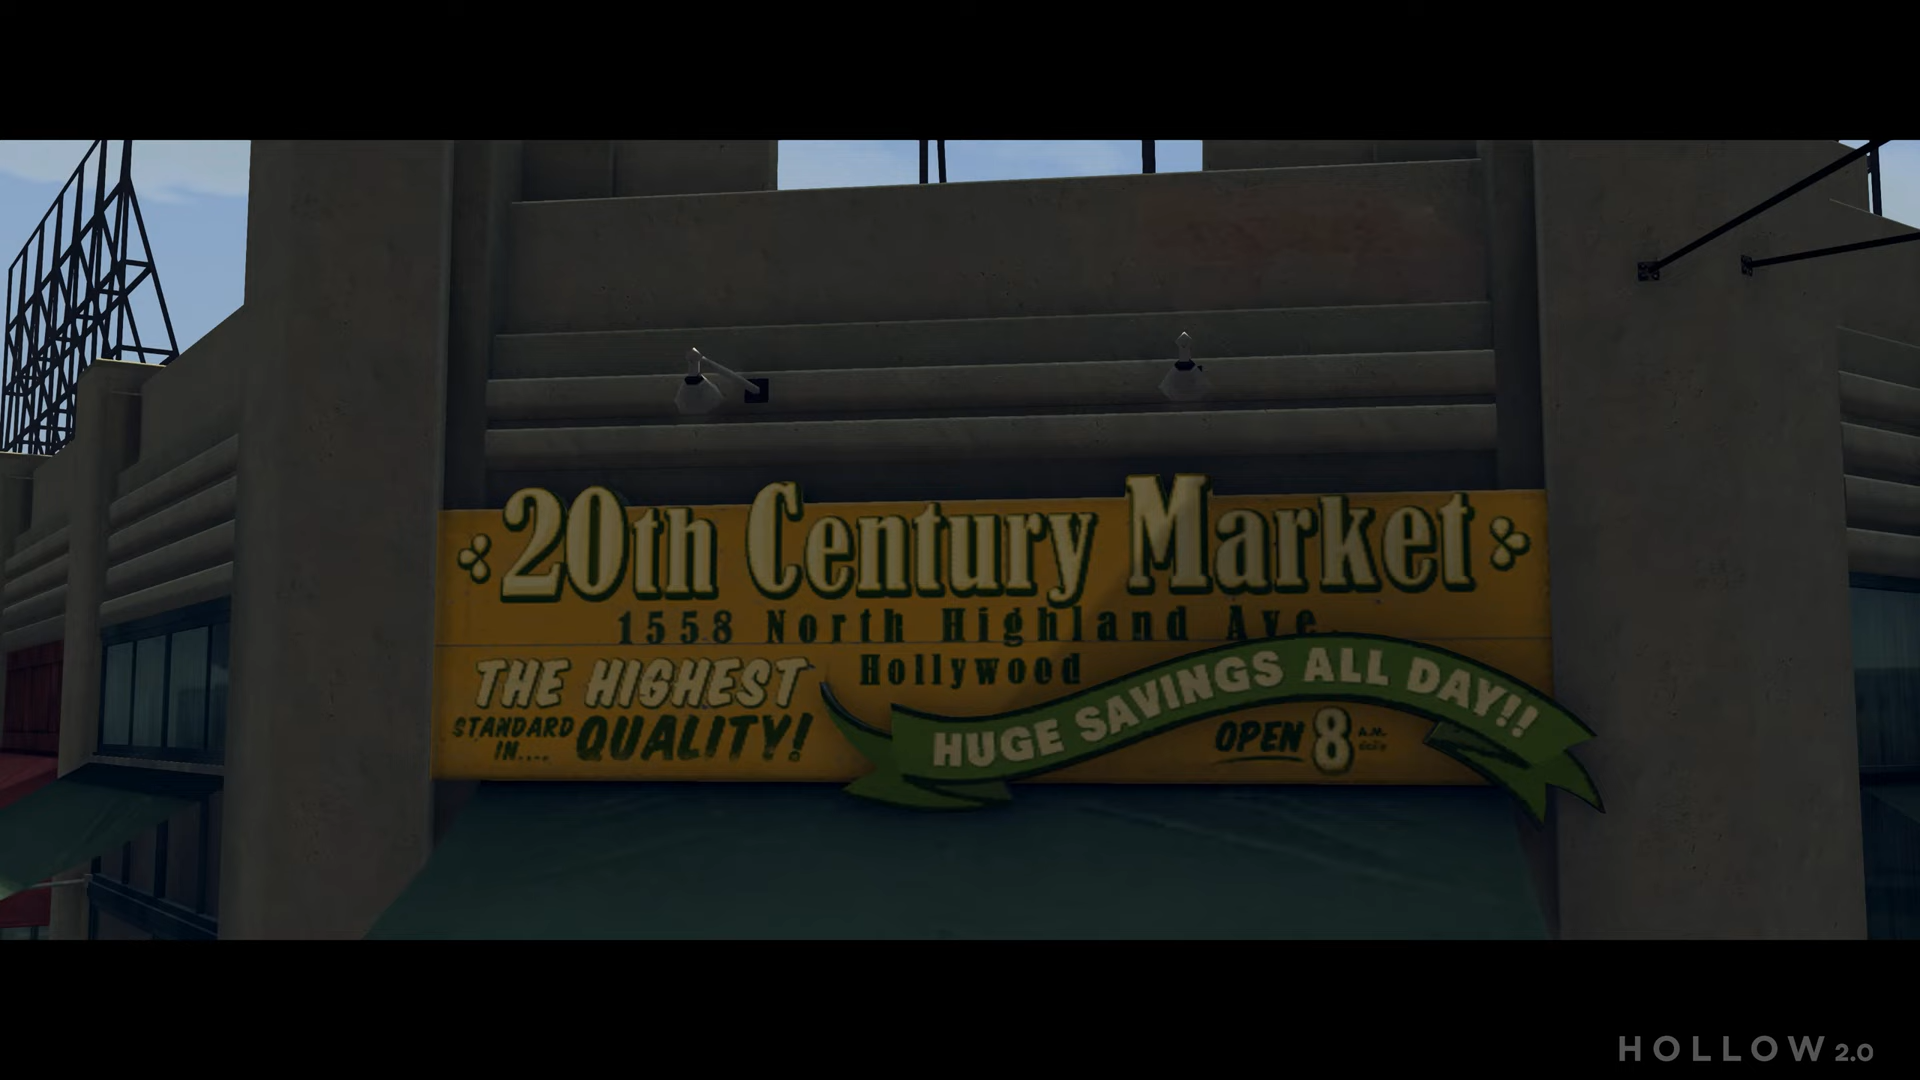 20th Century Market
1558 North Highland Ave.
Hollywood
THE HIGHEST
STANDARD
IN....
QUALITY!
HUGE SAVINGS ALL DAY!!
OPEN 8 A.M.
HOLLOW 2.0